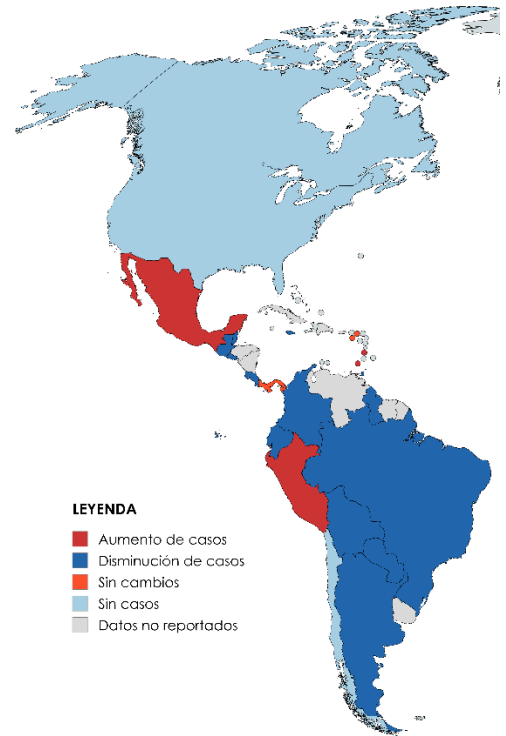 LEYENDA
Aumento de casos
Disminución de casos
Sin cambios
Sin casos
Datos no reportados